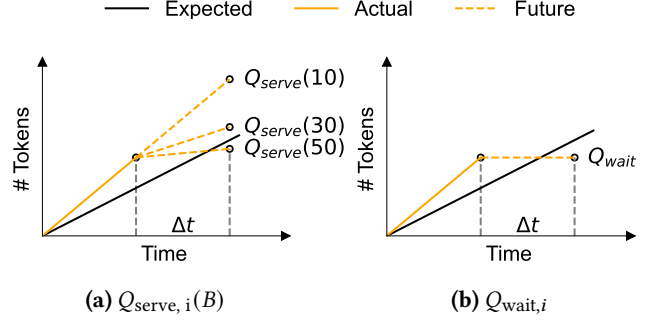 Expected Actual Future
# Tokens
Q_serve(10)
Q_serve(30)
Q_serve(50)
Δt
Time
(a) Q_serve, i(B)
# Tokens
Q_wait
Δt
Time
(b) Q_wait,i